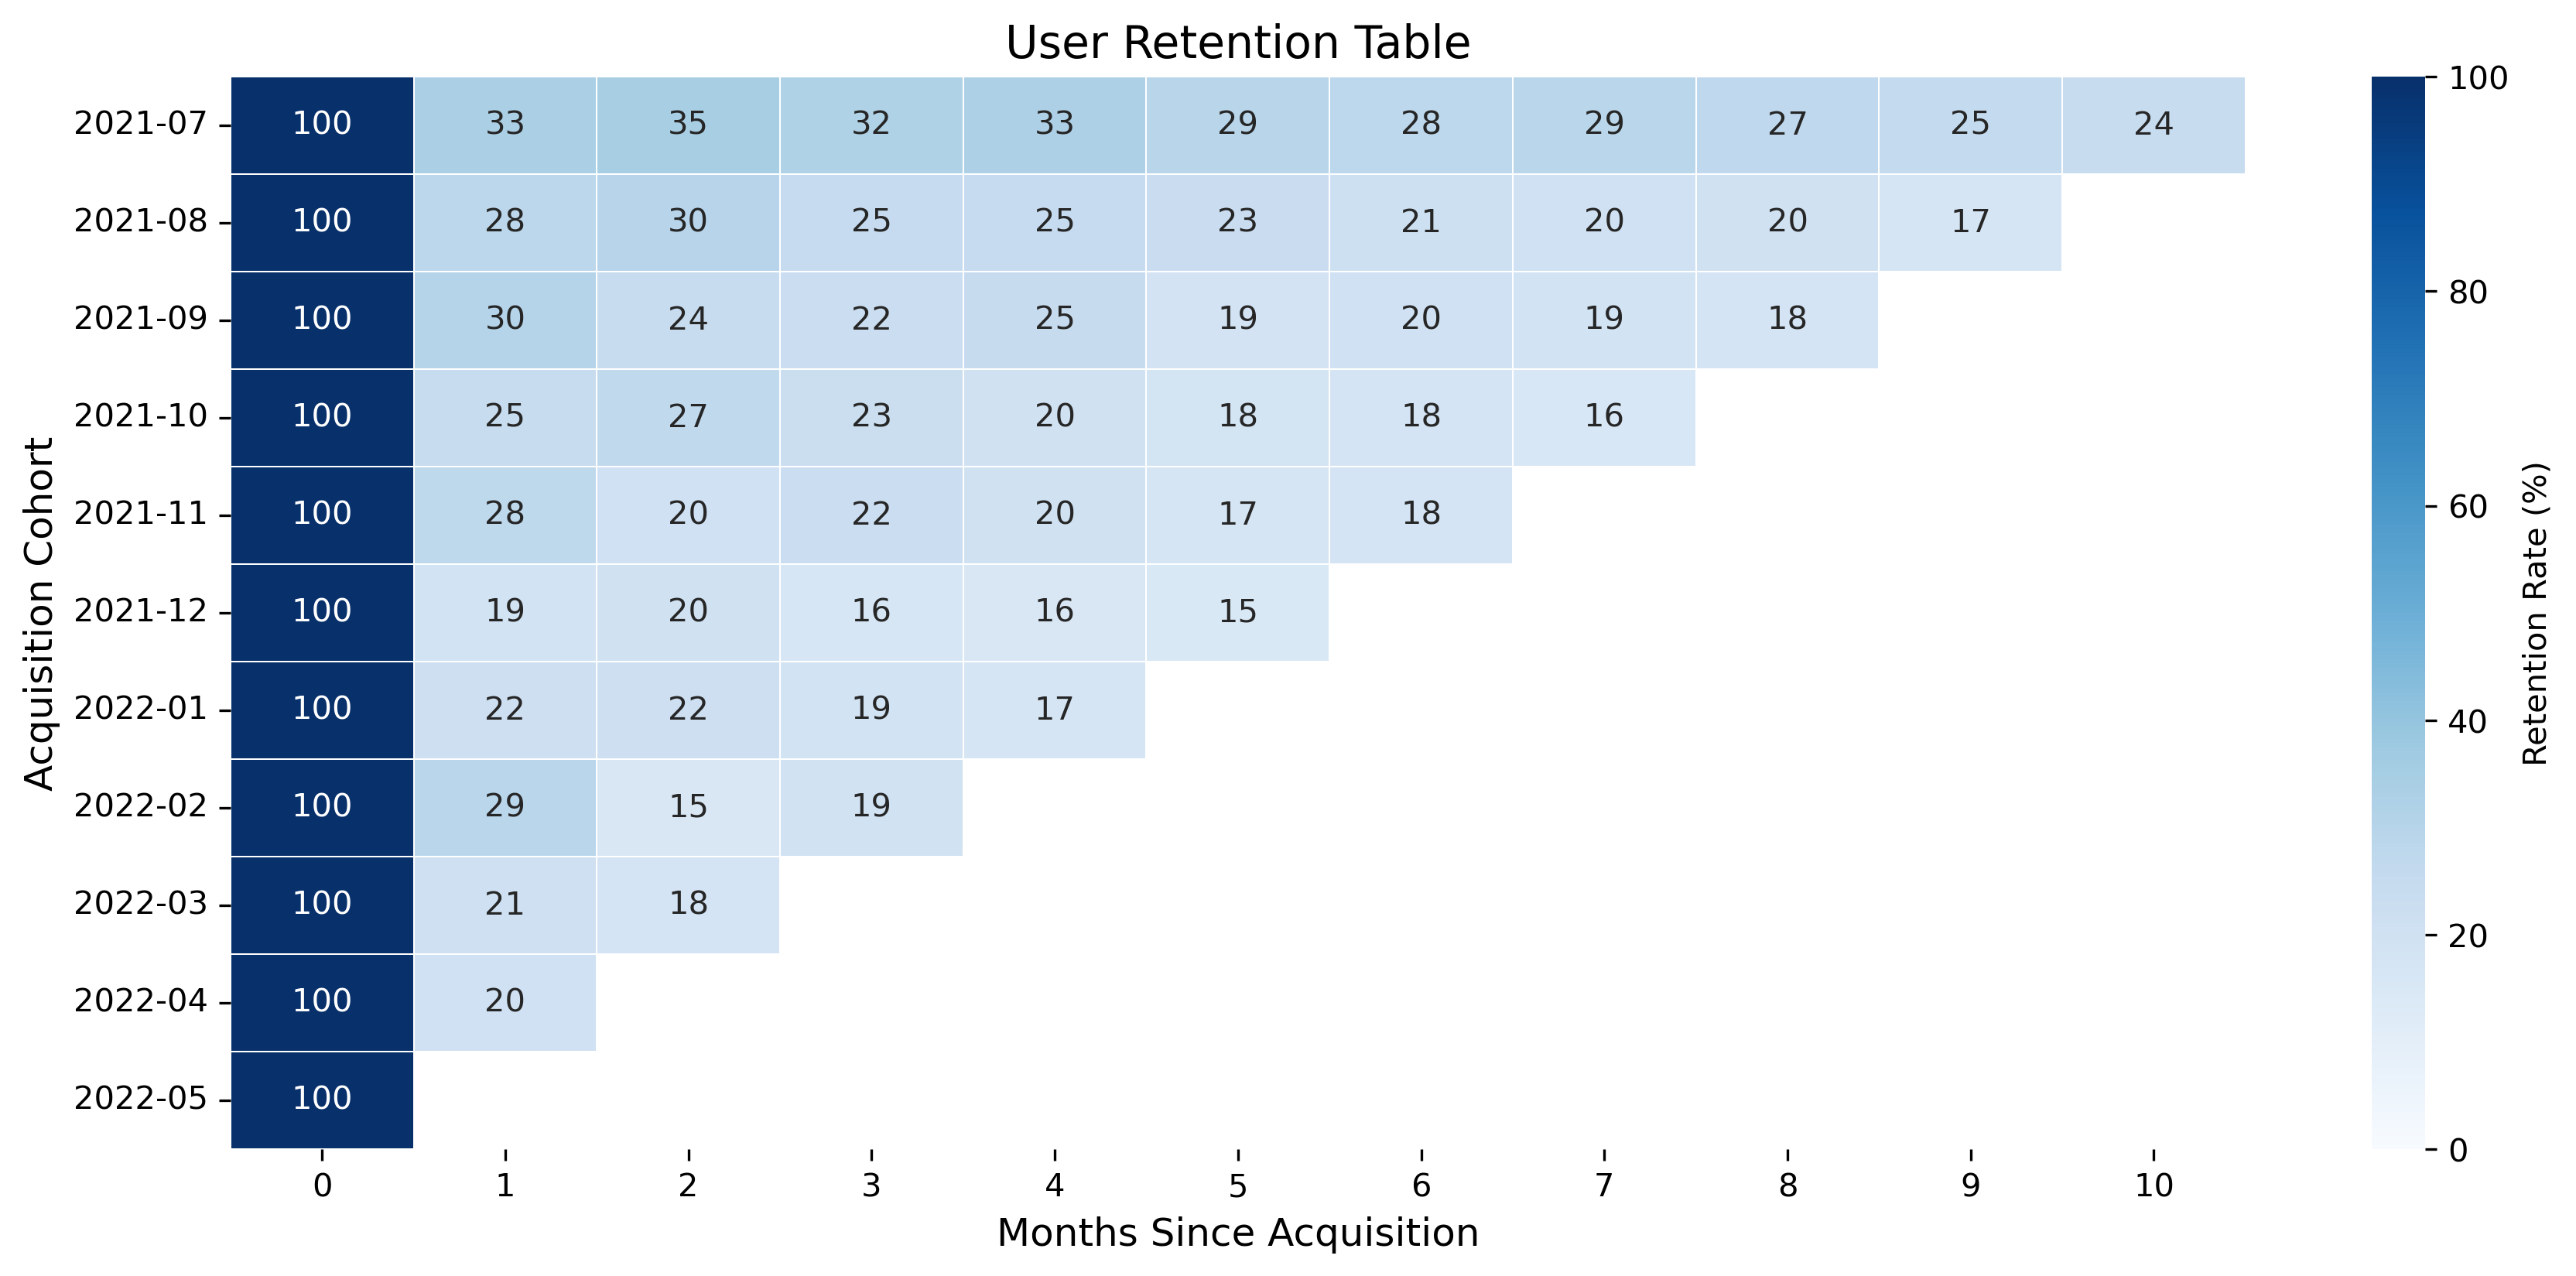 User Retention Table
2021-07 100 33 35 32 33 29 28 29 27 25 24
2021-08 100 28 30 25 25 23 21 20 20 17
2021-09 100 30 24 22 25 19 20 19 18
2021-10 100 25 27 23 20 18 18 16
2021-11 100 28 20 22 20 17 18
2021-12 100 19 20 16 16 15
2022-01 100 22 22 19 17
2022-02 100 29 15 19
2022-03 100 21 18
2022-04 100 20
2022-05 100
0 1 2 3 4 5 6 7 8 9 10
Months Since Acquisition
Acquisition Cohort
100
80
60
40
20
0
Retention Rate (%)